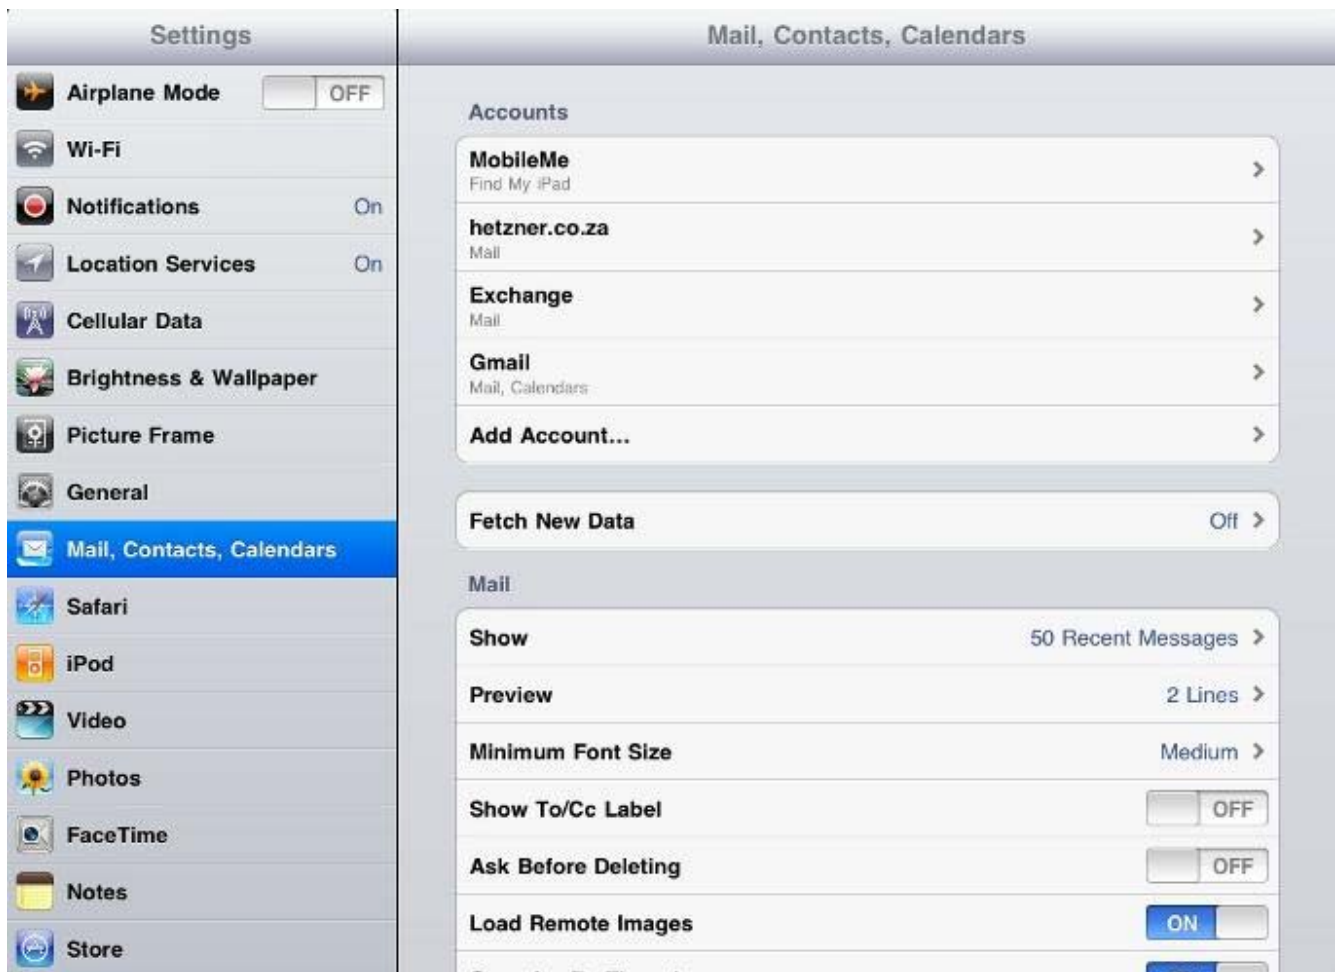 Settings
Airplane Mode OFF
Wi-Fi
Notifications On
Location Services On
Cellular Data
Brightness & Wallpaper
Picture Frame
General
Mail, Contacts, Calendars
Safari
iPod
Video
Photos
FaceTime
Notes
Store
Mail, Contacts, Calendars
Accounts
MobileMe
Find My iPad
hetzner.co.za
Mail
Exchange
Mail
Gmail
Mail, Calendars
Add Account...
Fetch New Data Off
Mail
Show 50 Recent Messages
Preview 2 Lines
Minimum Font Size Medium
Show To/Cc Label OFF
Ask Before Deleting OFF
Load Remote Images ON